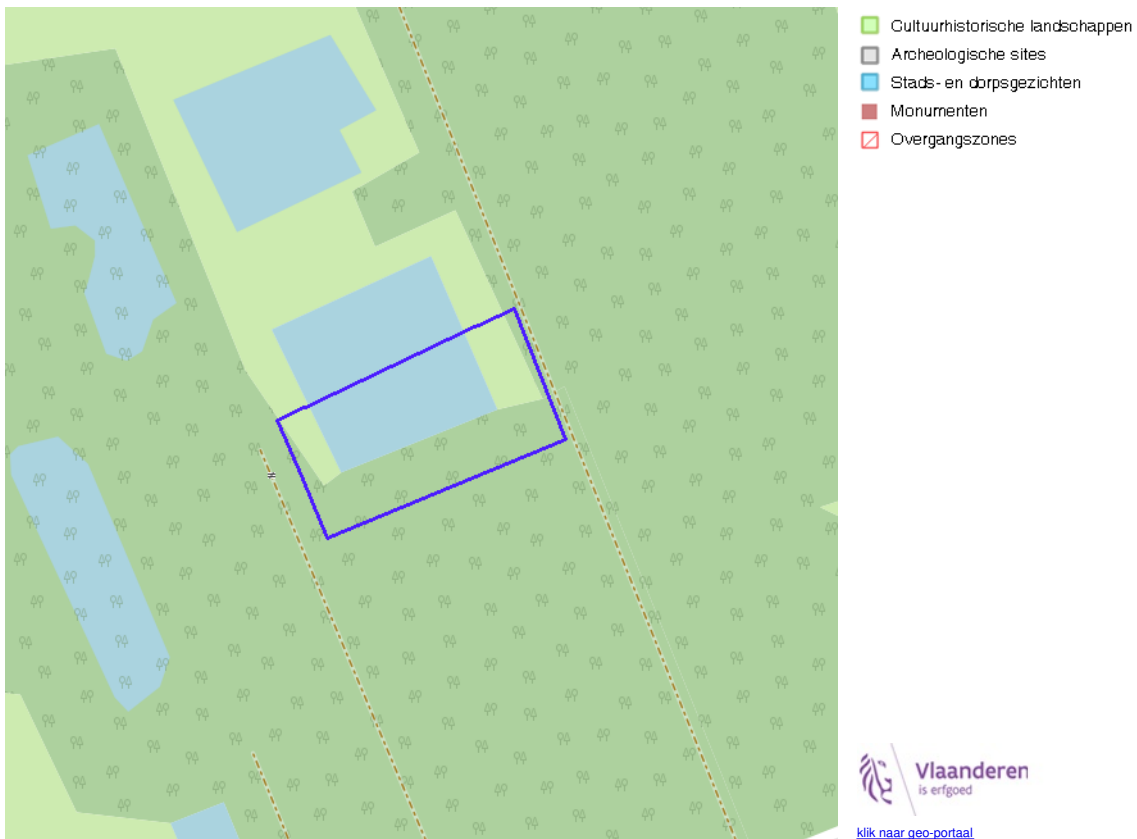 Cultuurhistorische landschappen
Archeologische sites
Stads- en dorpsgezichten
Monumenten
Overgangszones
Vlaanderen
is erfgoed
klik naar geo-portaal